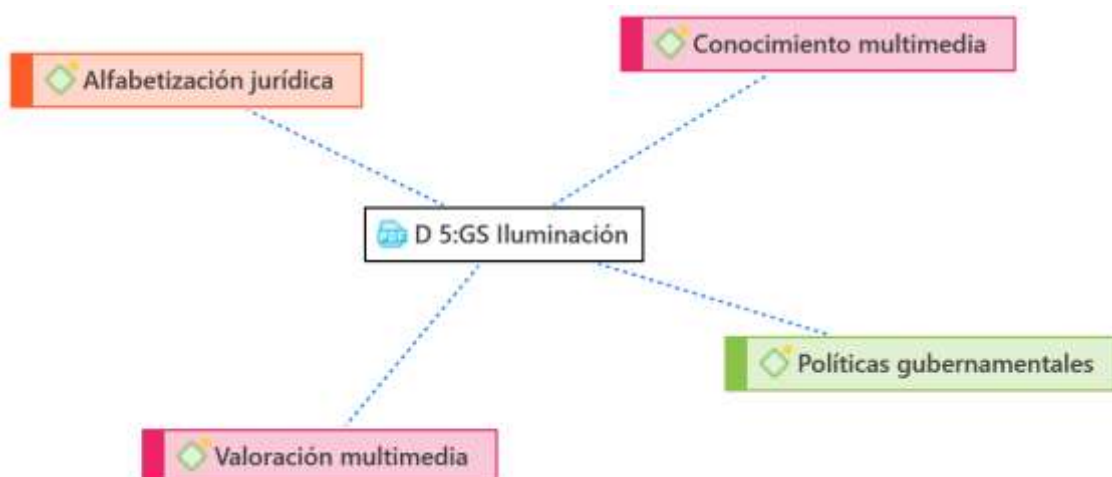 Conocimiento multimedia
Alfabetización jurídica
D 5:GS Iluminación
Políticas gubernamentales
Valoración multimedia